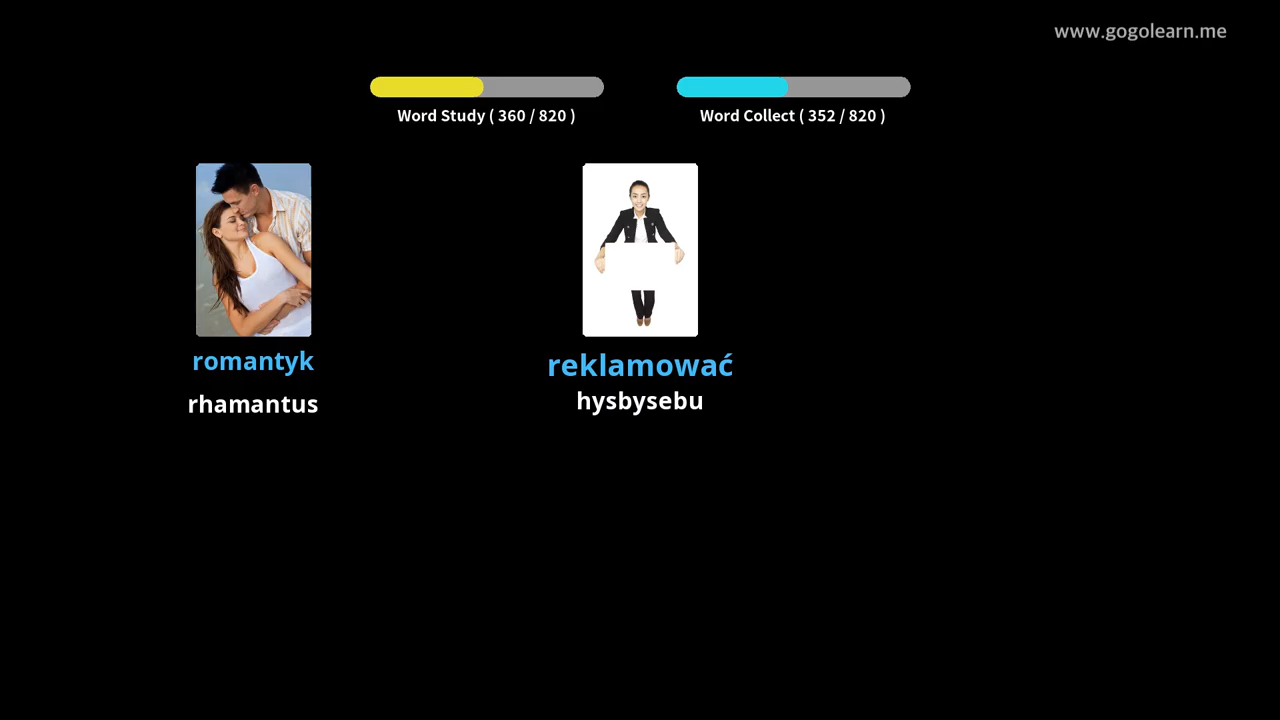 www.gogolearn.me
Word Study ( 360 / 820 )
Word Collect ( 352 / 820 )
romantyk
rhamantus
reklamować
hysbysebu